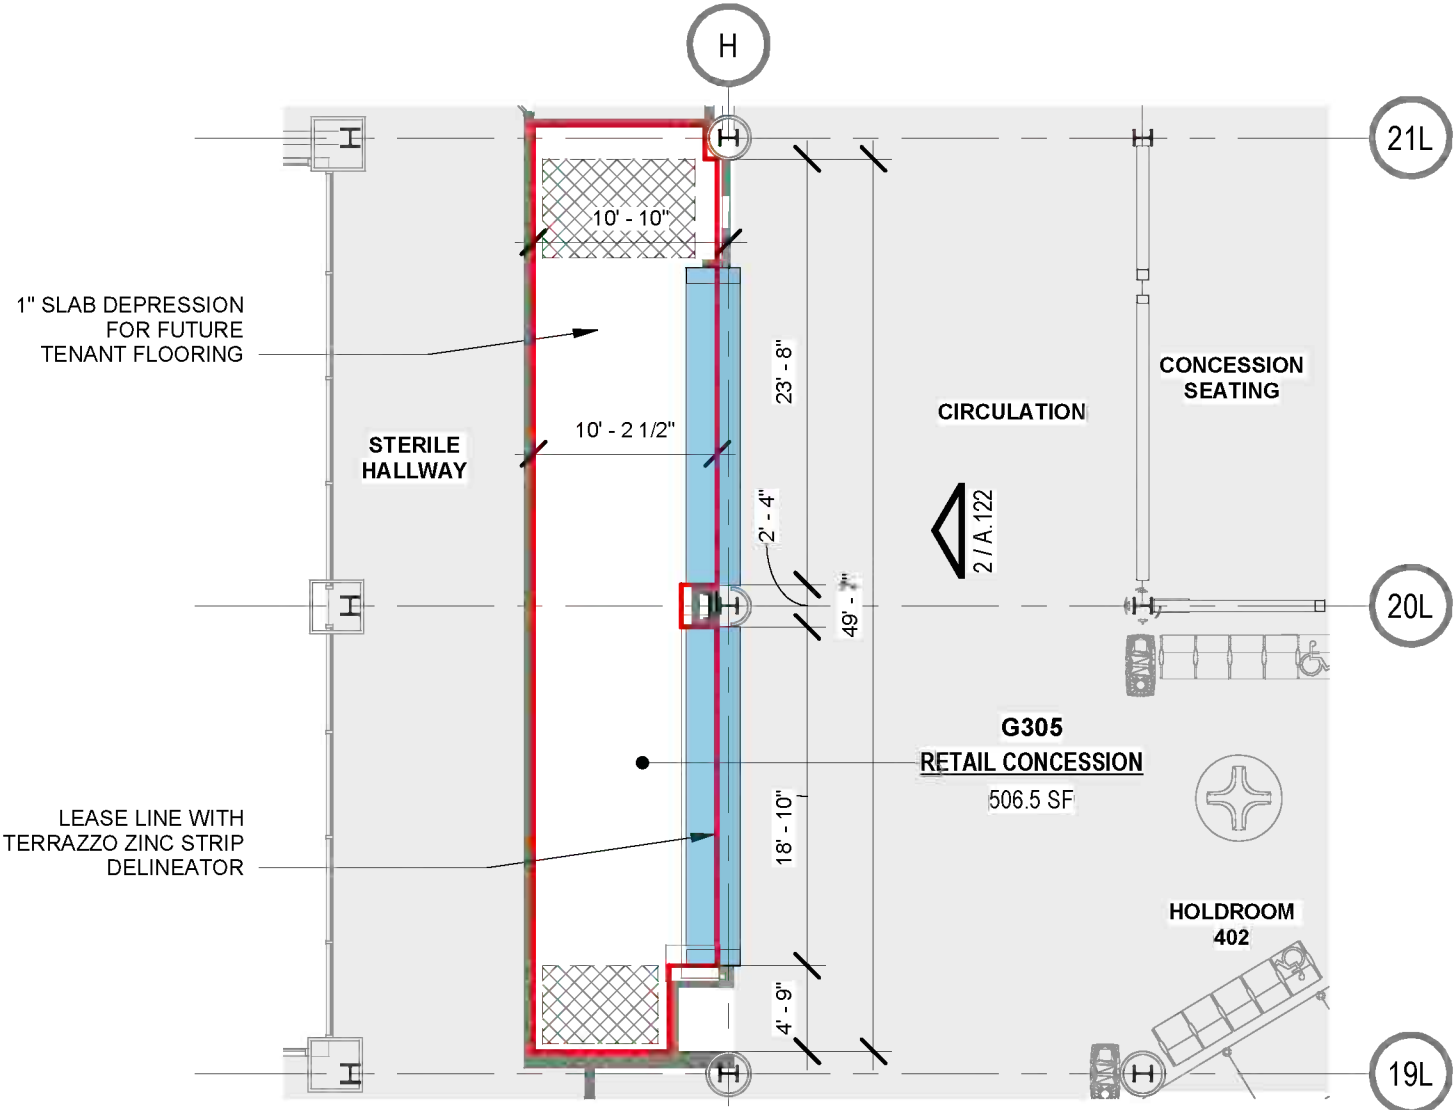 H
21L
10' - 10"
1" SLAB DEPRESSION
FOR FUTURE
TENANT FLOORING
23' - 8"
CONCESSION
SEATING
CIRCULATION
10' - 2 1/2"
STERILE
HALLWAY
2' - 4"
2 / A.122
49' -
20L
G305
RETAIL CONCESSION
506.5 SF
18' - 10"
LEASE LINE WITH
TERRAZZO ZINC STRIP
DELINEATOR
HOLDROOM
402
4' - 9"
19L